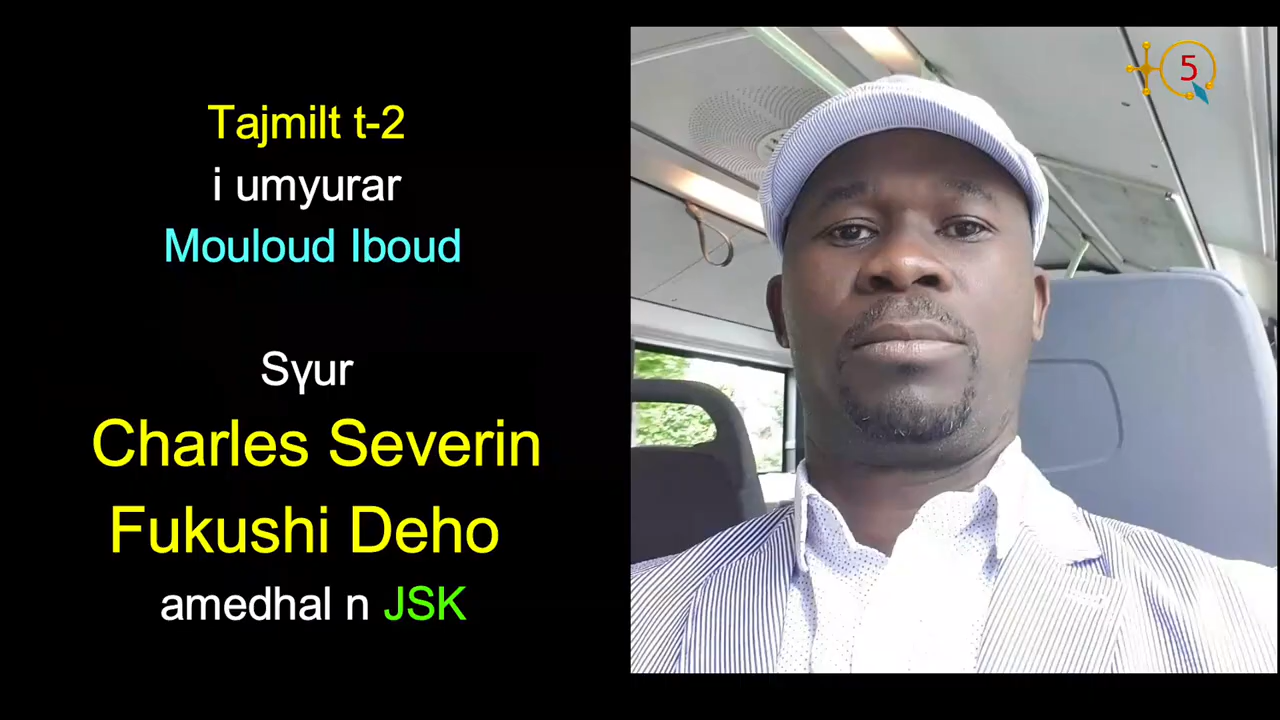 Tajmilt t-2
i umyurar
Mouloud Iboud
Sγur
Charles Severin
Fukushi Deho
amedhal n JSK
5